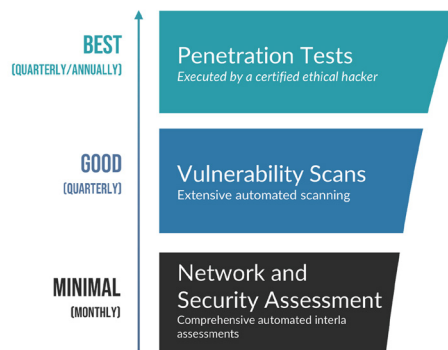 BEST
(QUARTERLY/ANNUALLY)
Penetration Tests
Executed by a certified ethical hacker
GOOD
(QUARTERLY)
Vulnerability Scans
Extensive automated scanning
MINIMAL
(MONTHLY)
Network and
Security Assessment
Comprehensive automated interla
assessments